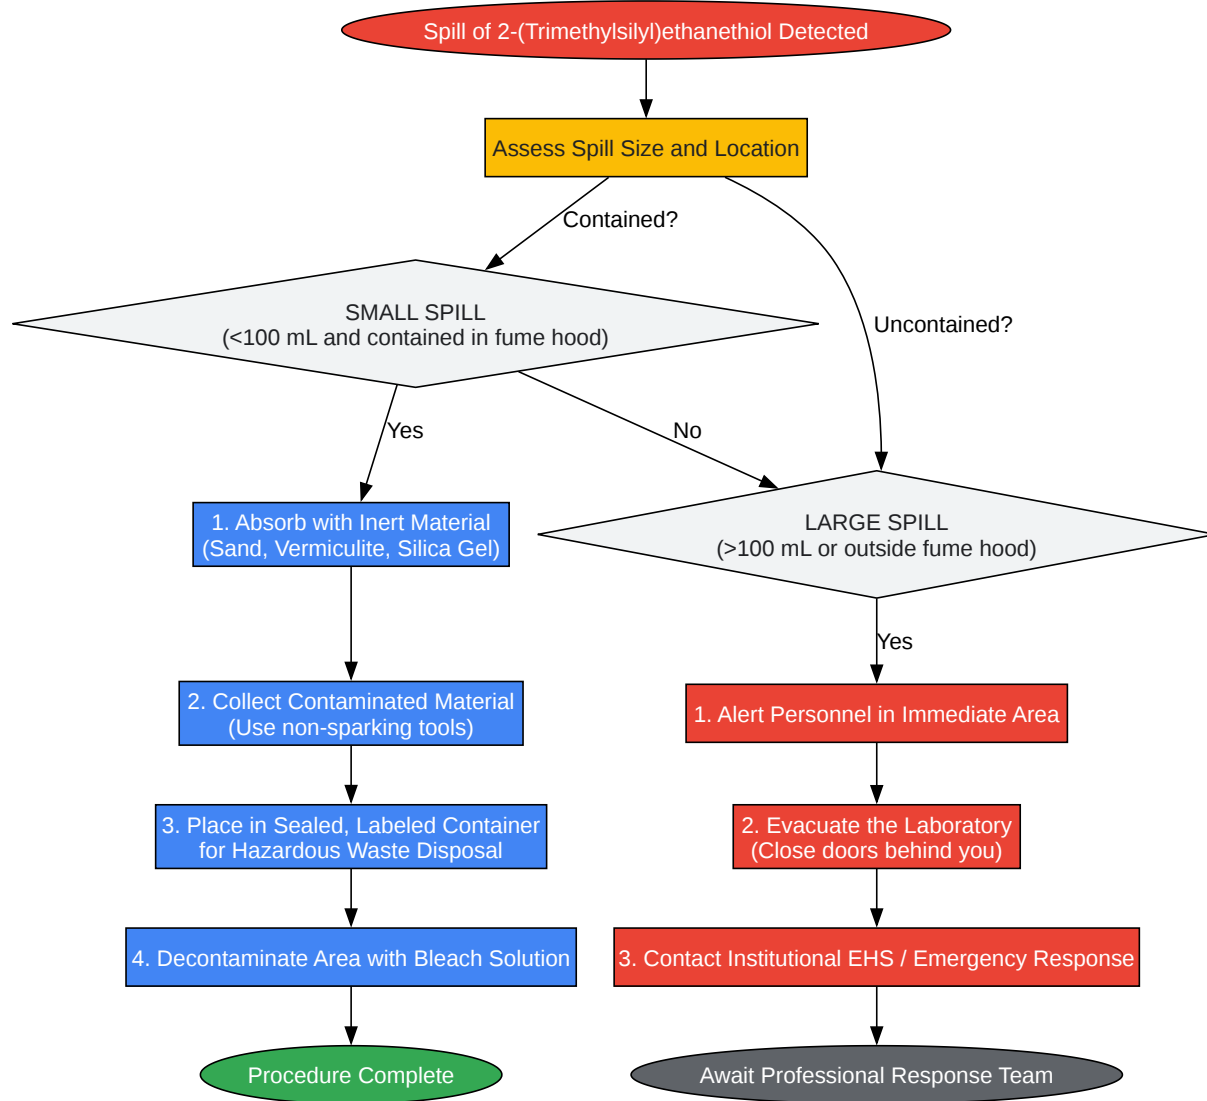 Spill of 2-(Trimethylsilyl)ethanethiol Detected
Assess Spill Size and Location
Contained?
SMALL SPILL
(<100 mL and contained in fume hood)
Uncontained?
Yes
No
1. Absorb with Inert Material
(Sand, Vermiculite, Silica Gel)
LARGE SPILL
(>100 mL or outside fume hood)
Yes
2. Collect Contaminated Material
(Use non-sparking tools)
1. Alert Personnel in Immediate Area
3. Place in Sealed, Labeled Container
for Hazardous Waste Disposal
2. Evacuate the Laboratory
(Close doors behind you)
4. Decontaminate Area with Bleach Solution
3. Contact Institutional EHS / Emergency Response
Procedure Complete
Await Professional Response Team